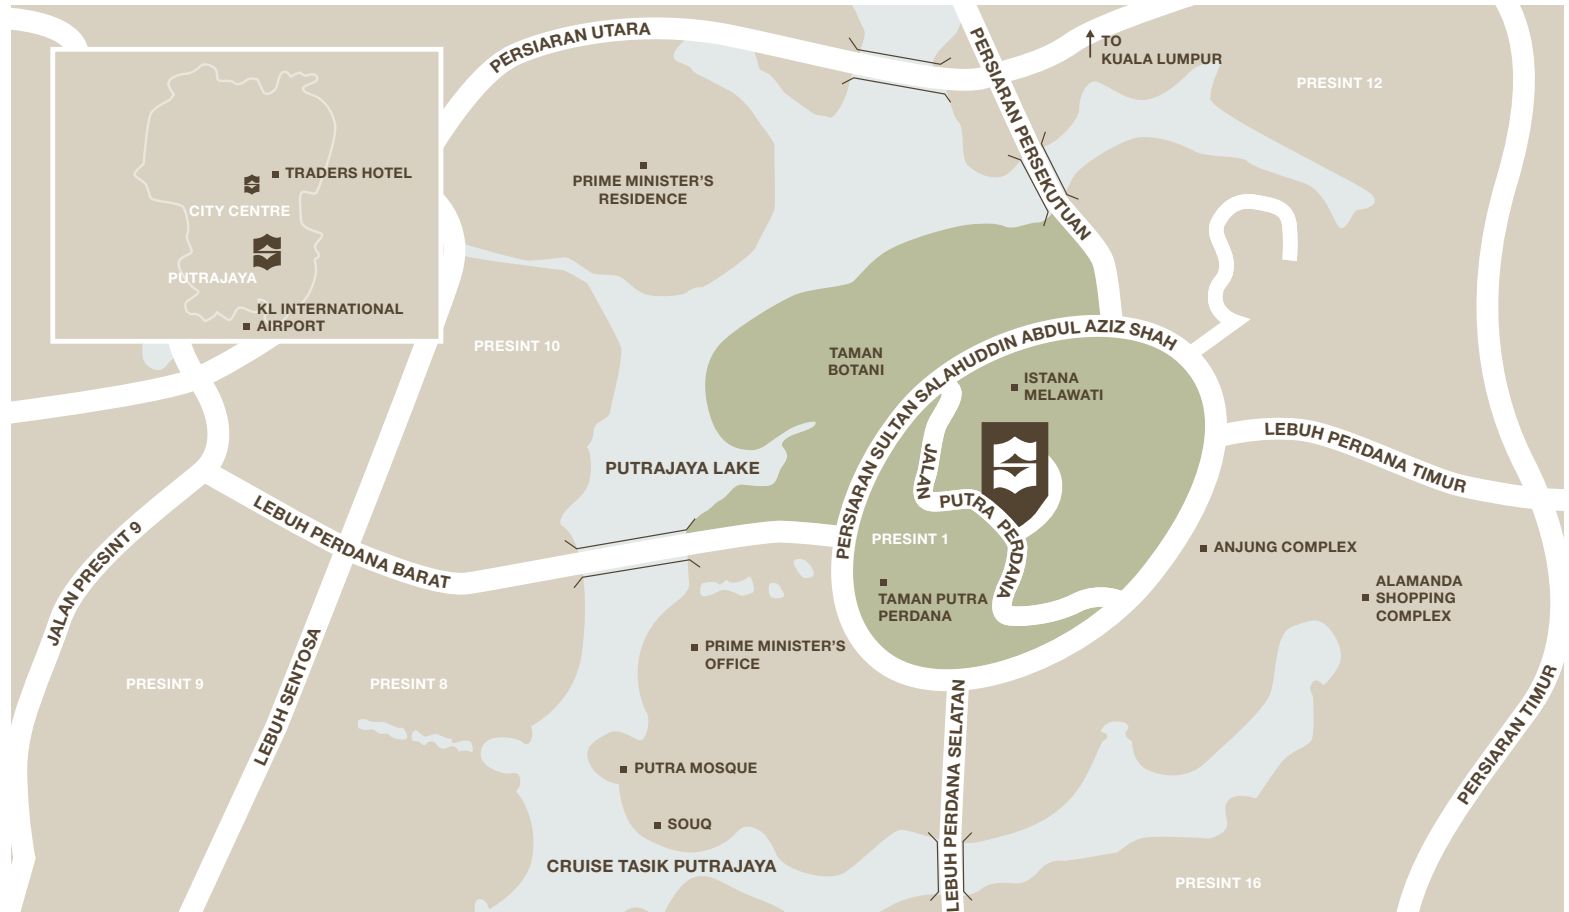 PERSIARAN UTARA
PERSIARAN PERSEKUTUAN
TO
KUALA LUMPUR
PRESINT 12
TRADERS HOTEL
CITY CENTRE
PUTRAJAYA
KL INTERNATIONAL
AIRPORT
PRIME MINISTER'S
RESIDENCE
PRESINT 10
TAMAN
BOTANI
PERSIARAN SULTAN SALAHUDDIN ABDUL AZIZ SHAH
ISTANA
MELAWATI
JALAN PUTRA PERDANA
PUTRAJAYA LAKE
LEBUH PERDANA TIMUR
LEBUH PERDANA BARAT
JALAN PRESINT 9
PRESINT 1
ANJUNG COMPLEX
TAMAN PUTRA
PERDANA
ALAMANDA
SHOPPING
COMPLEX
PRIME MINISTER'S
OFFICE
PRESINT 9
LEBUH SENTOSA
PRESINT 8
LEBUH PERDANA SELATAN
PERSIARAN TIMUR
PUTRA MOSQUE
SOUQ
CRUISE TASIK PUTRAJAYA
PRESINT 16